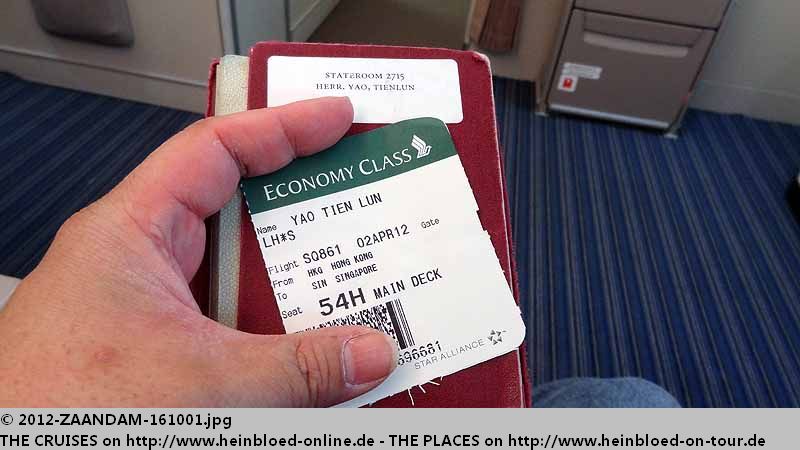 STATEROOM 2715
HERR. YAO, TIENLUN
ECONOMY CLASS
Name YAO TIEN LUN
LH*S
Flight SQ861 02APR12 Gate
From HKG HONG KONG
To SIN SINGAPORE
Seat 54H MAIN DECK
STAR ALLIANCE
© 2012-ZAANDAM-161001.jpg
THE CRUISES on http://www.heinbloed-online.de - THE PLACES on http://www.heinbloed-on-tour.de